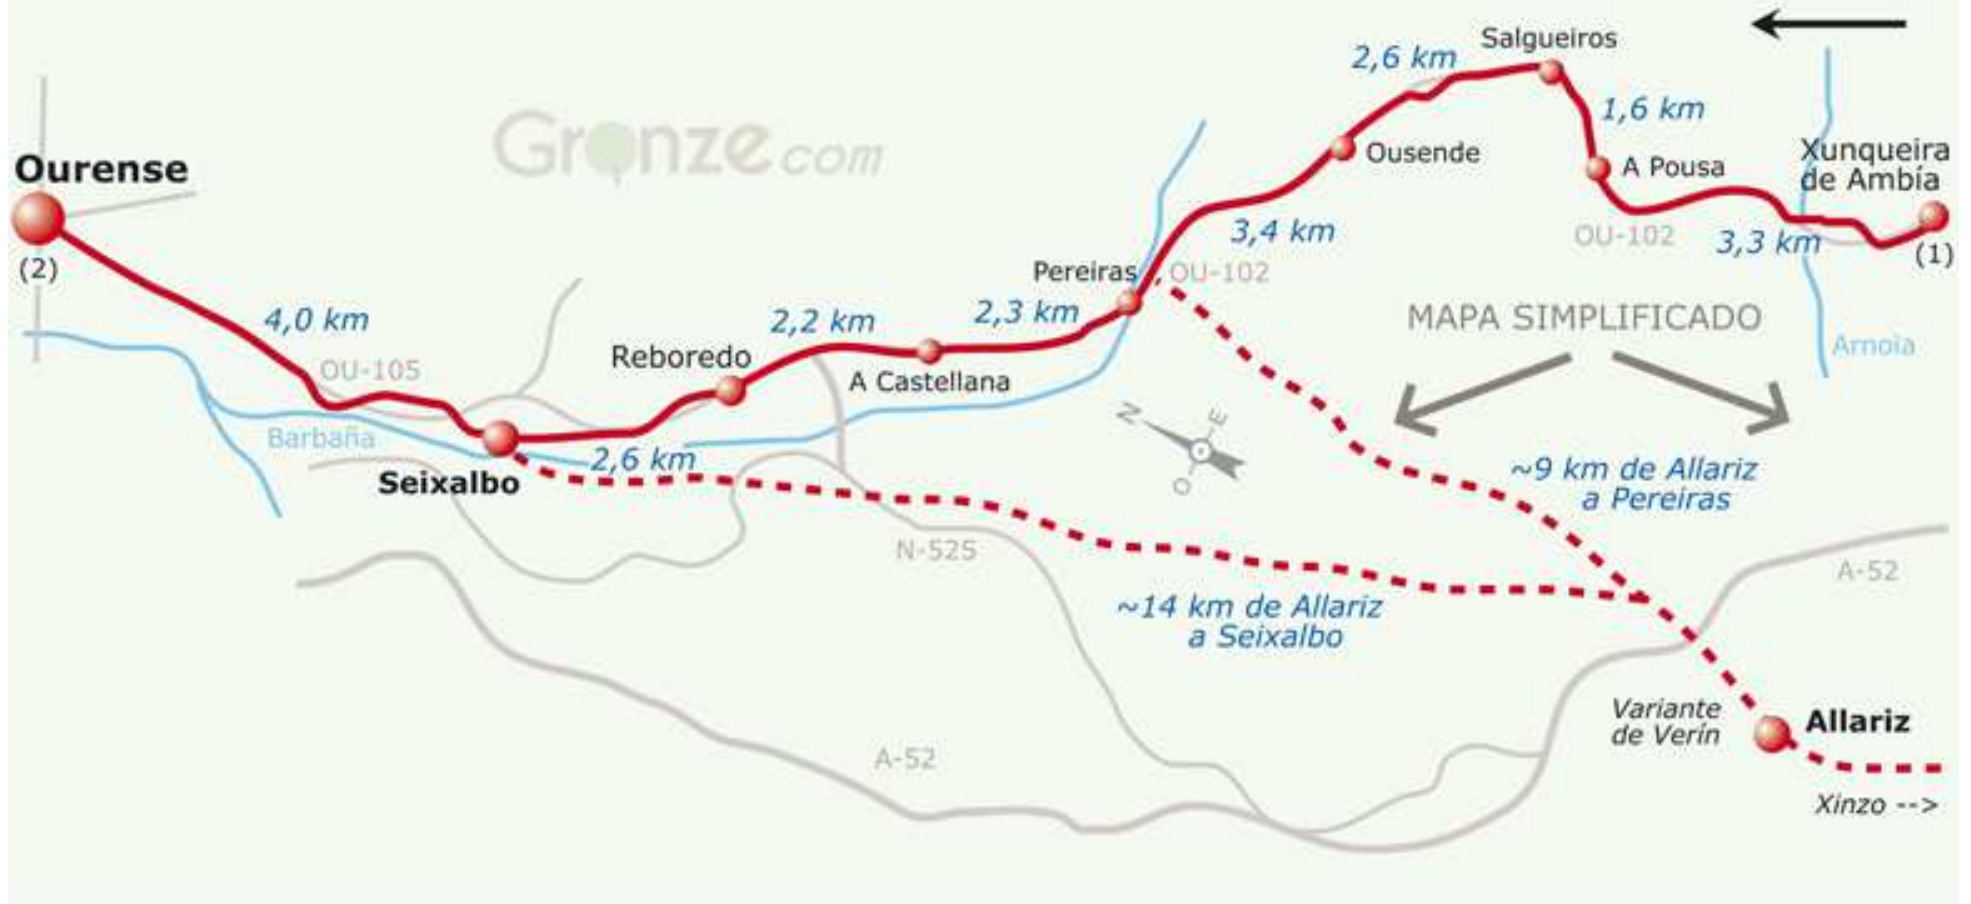 Salgueiros
2,6 km
1,6 km
Gronze.com
Xunqueira
de Ambía
Ourense
Ousende
A Pousa
3,4 km
OU-102
3,3 km
(1)
(2)
Pereiras
OU-102
4,0 km
2,2 km
2,3 km
MAPA SIMPLIFICADO
Arnoia
Reboredo
OU-105
A Castellana
N
E
O
Barbaña
2,6 km
Seixalbo
~9 km de Allariz
a Pereiras
N-525
A-52
~14 km de Allariz
a Seixalbo
Variante
de Verín
Allariz
A-52
Xinzo -->